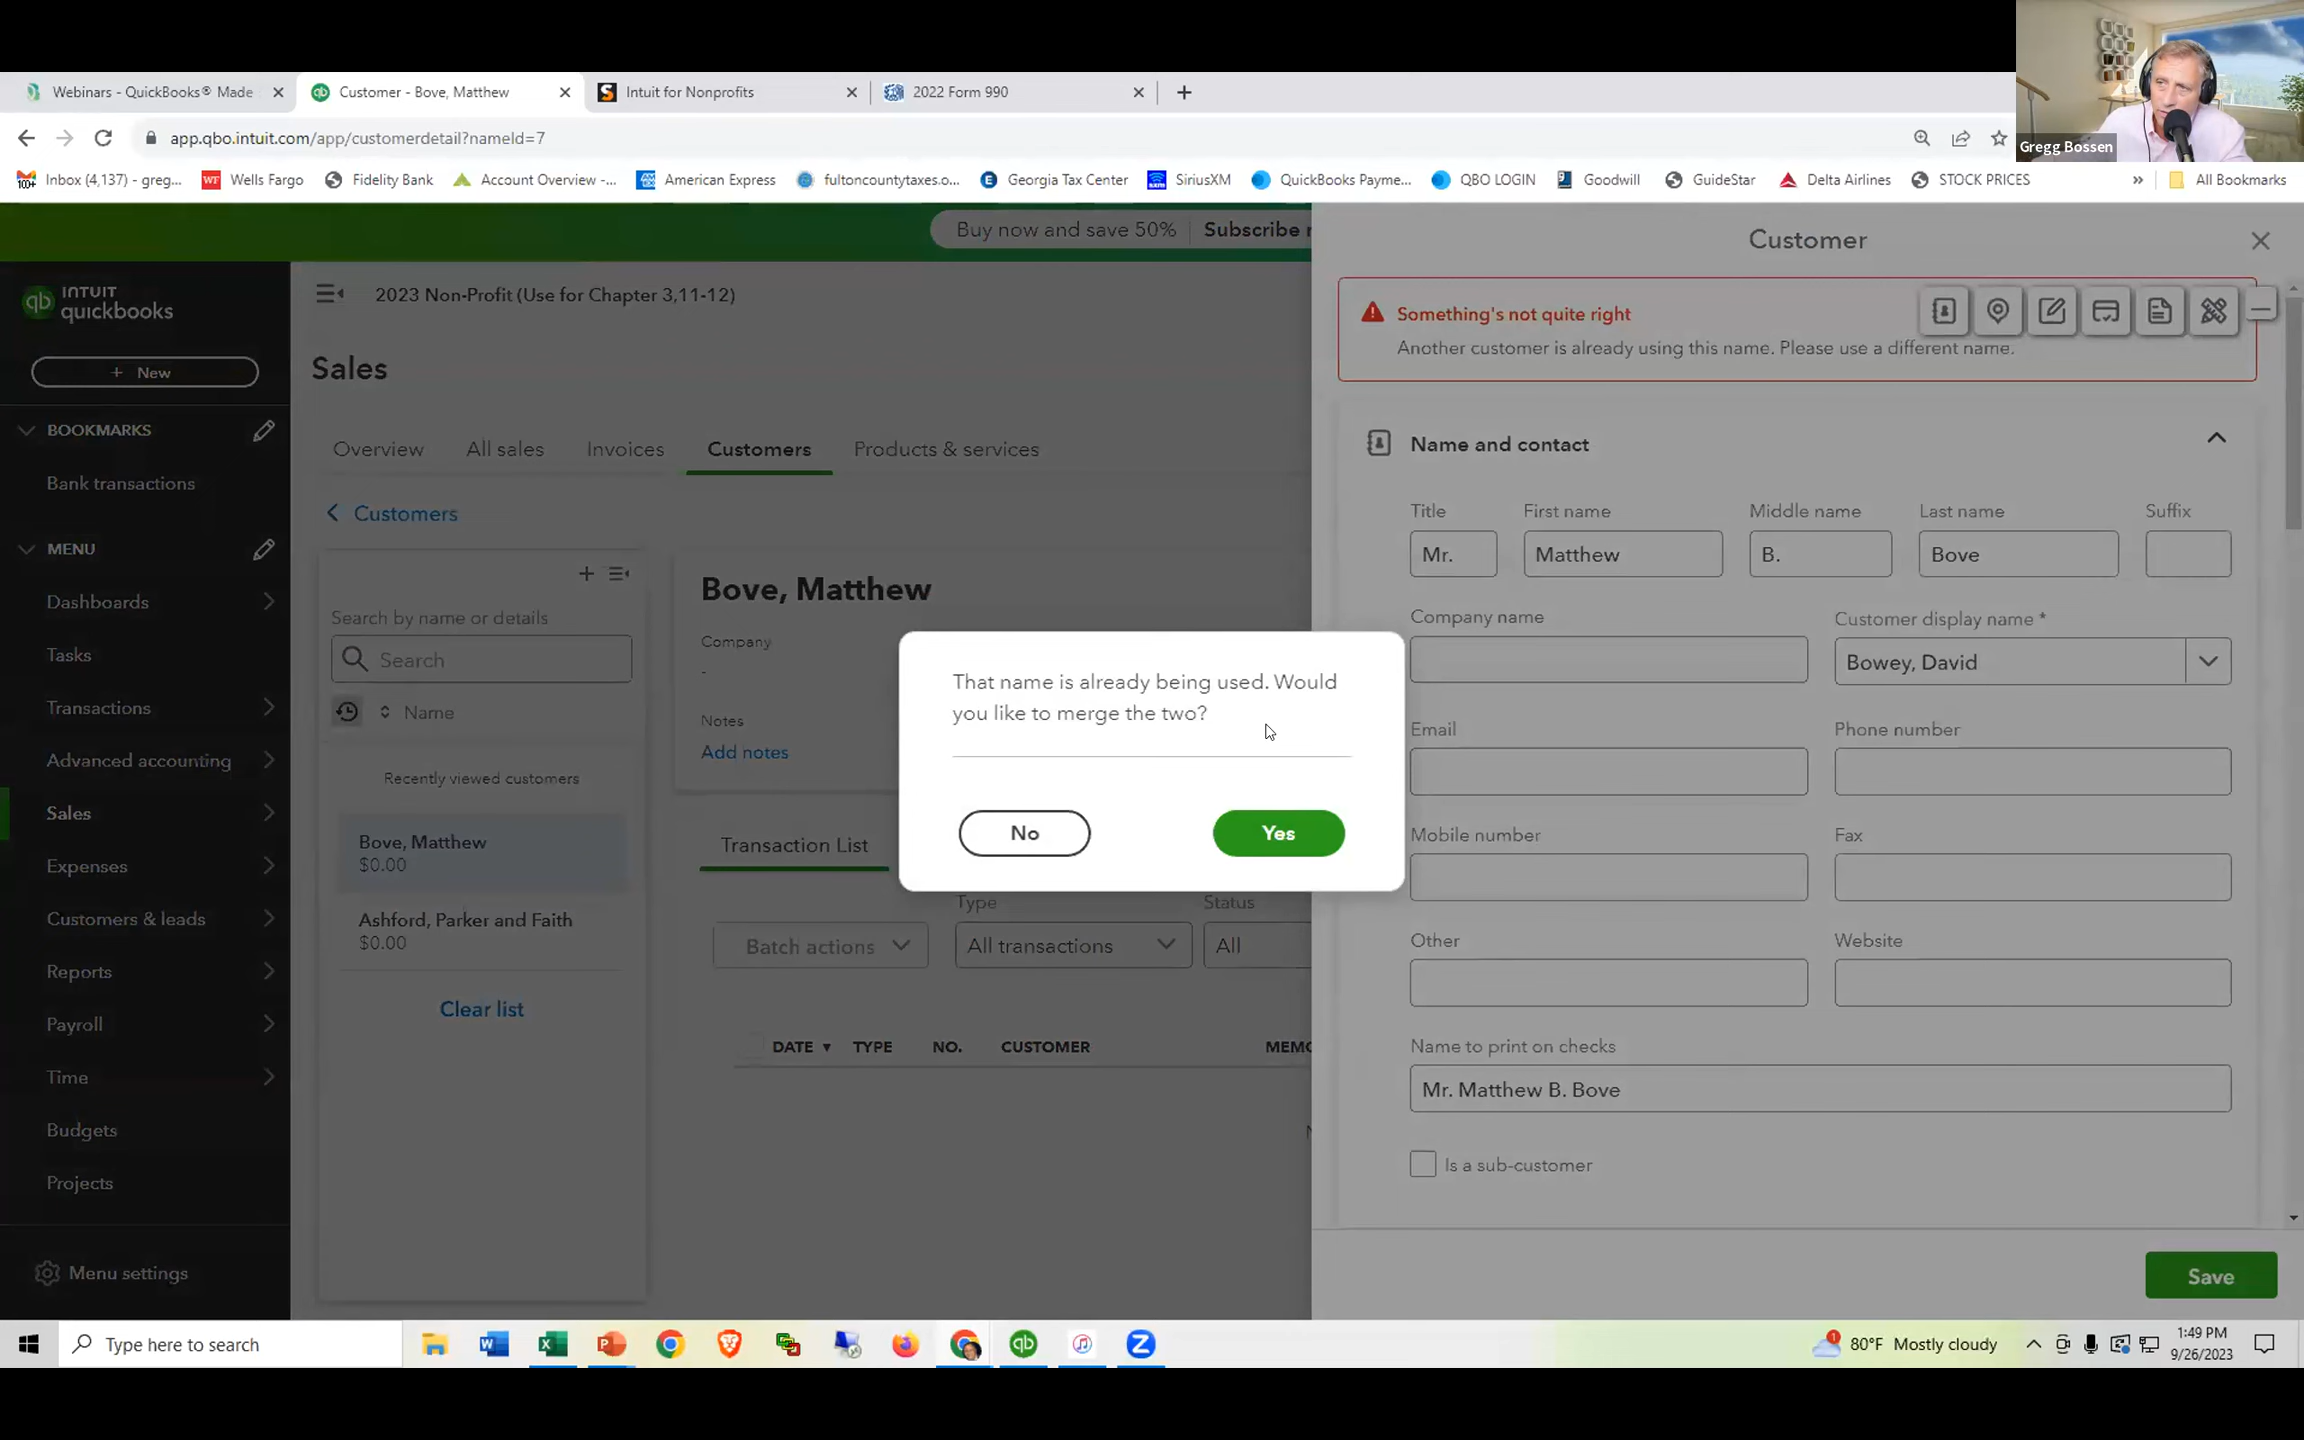 Webinars - QuickBooks® Made
Customer - Bove, Matthew
Intuit for Nonprofits
2022 Form 990
app.qbo.intuit.com/app/customerdetail?nameId=7
Gregg Bossen
100+
Inbox (4,137) - greg...
Wells Fargo
Fidelity Bank
Account Overview -...
American Express
fultoncountytaxes.o...
Georgia Tax Center
SiriusXM
QuickBooks Payme...
QBO LOGIN
Goodwill
GuideStar
Delta Airlines
STOCK PRICES
»
All Bookmarks
Buy now and save 50%
Subscribe
Customer
INTUIT
quickbooks
2023 Non-Profit (Use for Chapter 3,11-12)
Something's not quite right
Another customer is already using this name. Please use a different name.
+ New
Sales
BOOKMARKS
Bank transactions
MENU
Dashboards
Tasks
Transactions
Advanced accounting
Sales
Expenses
Customers & leads
Reports
Payroll
Time
Budgets
Projects
Menu settings
Overview
All sales
Invoices
Customers
Products & services
Customers
Search by name or details
Search
Name
Recently viewed customers
Bove, Matthew
$0.00
Ashford, Parker and Faith
$0.00
Clear list
Bove, Matthew
Company
-
Notes
Add notes
Transaction List
Type
Status
Batch actions
All transactions
All
DATE ▼
TYPE
NO.
CUSTOMER
That name is already being used. Would
you like to merge the two?
No
Yes
Name and contact
Title
First name
Middle name
Last name
Suffix
Mr.
Matthew
B.
Bove
Company name
Customer display name *
Bowey, David
Email
Phone number
Mobile number
Fax
Other
Website
Name to print on checks
Mr. Matthew B. Bove
Is a sub-customer
Save
Type here to search
80°F Mostly cloudy
1:49 PM
9/26/2023